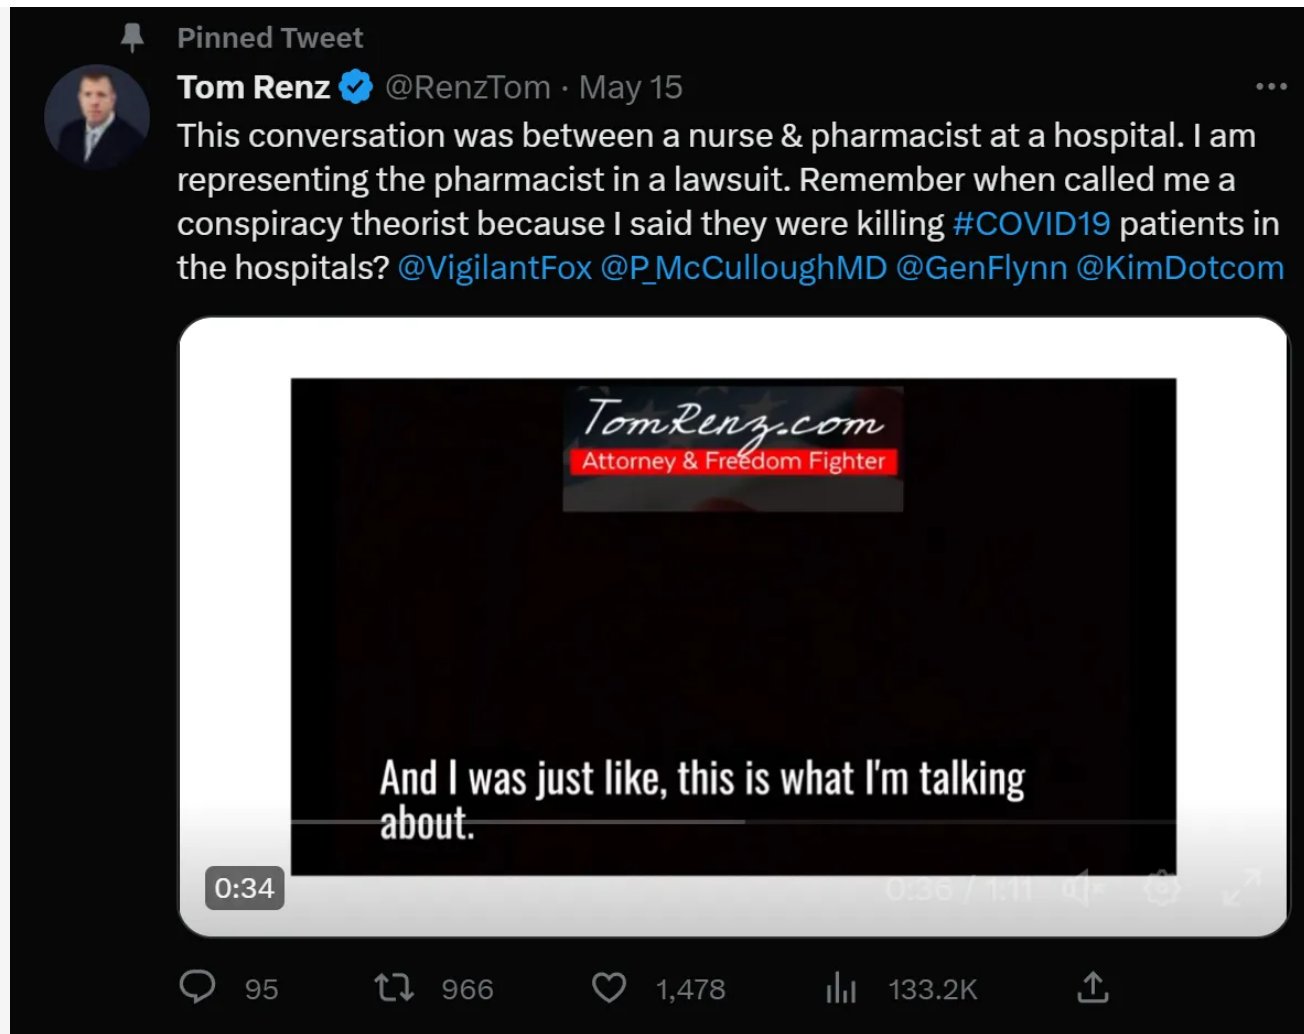 Pinned Tweet
Tom Renz @RenzTom · May 15
This conversation was between a nurse & pharmacist at a hospital. I am
representing the pharmacist in a lawsuit. Remember when called me a
conspiracy theorist because I said they were killing #COVID19 patients in
the hospitals? @VigilantFox @P_McCulloughMD @GenFlynn @KimDotcom
TomRenz.com
Attorney & Freedom Fighter
And I was just like, this is what I'm talking
about.
0:34
0:36 / 1:11
95 966 1,478 133.2K